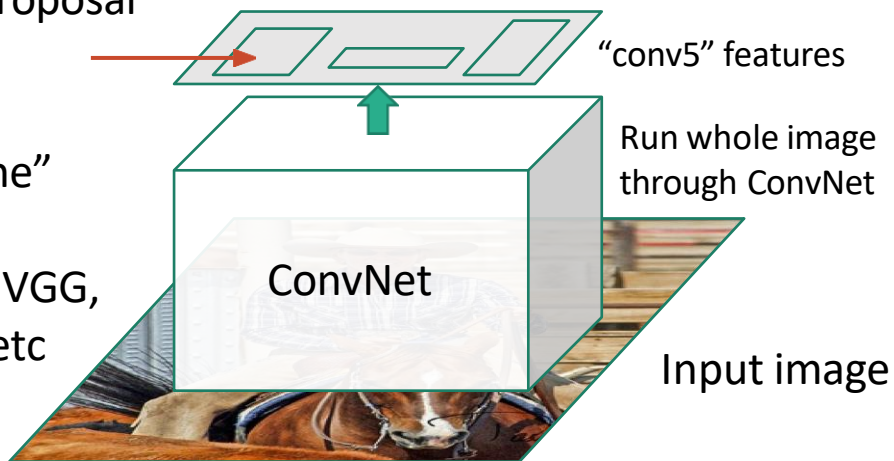 “conv5” features
Run whole image
through ConvNet
VGG,
etc
ConvNet
Input image